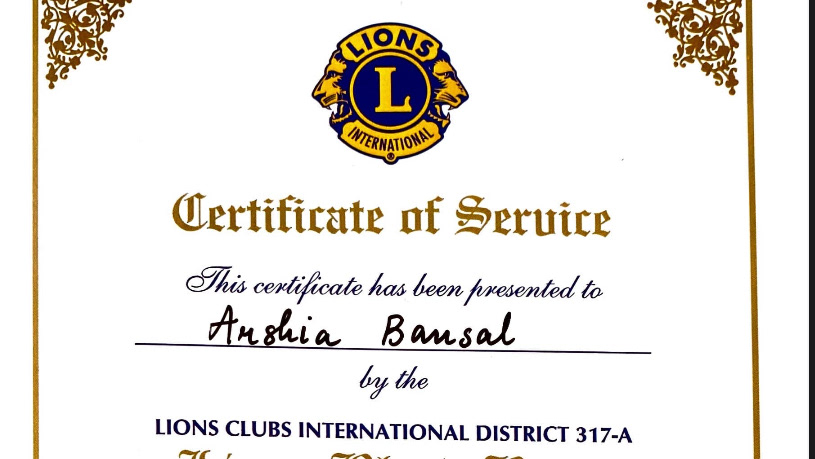 LIONS
L
INTERNATIONAL
®
Certificate of Service
This certificate has been presented to
Arshia Bansal
by the
LIONS CLUBS INTERNATIONAL DISTRICT 317-A